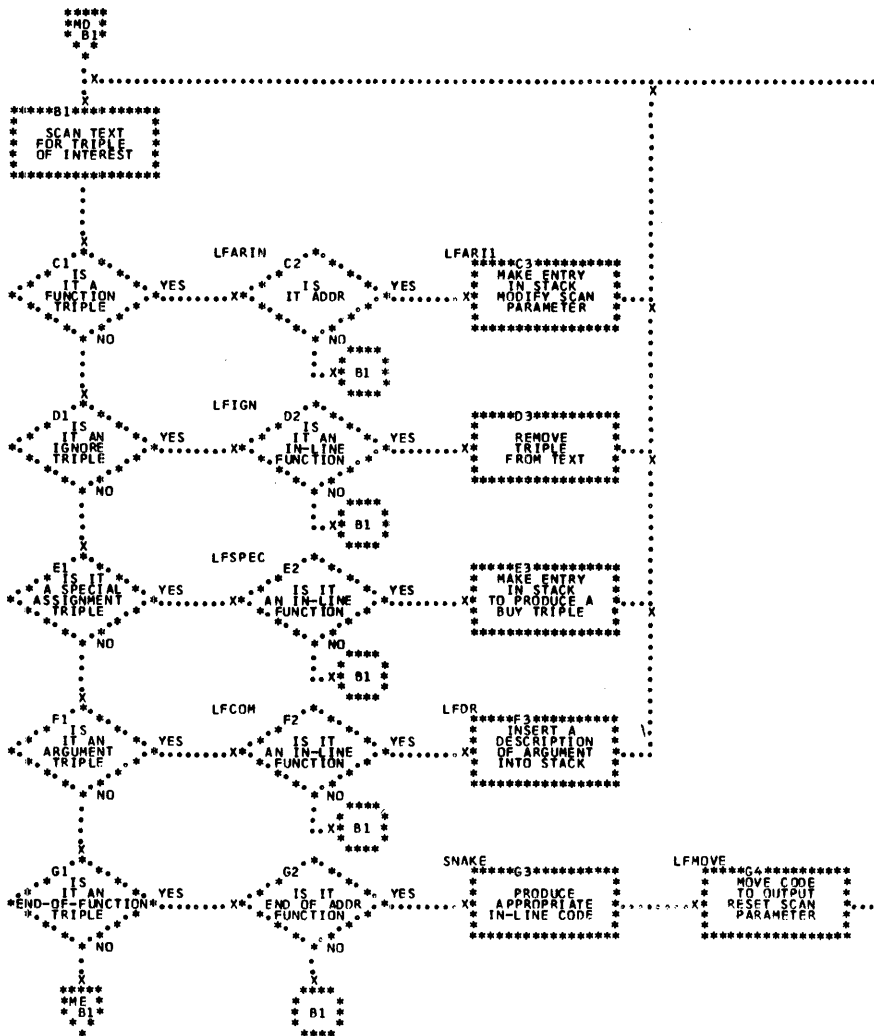 MD
B1
B1
SCAN TEXT
FOR TRIPLE
OF INTEREST
LFARIN
LFARI1
C1
IS
IT A
FUNCTION
TRIPLE
YES
NO
C2
IS
IT ADDR
YES
NO
C3
MAKE ENTRY
IN STACK
MODIFY SCAN
PARAMETER
B1
LFIGN
D1
IS
IT AN
IGNORE
TRIPLE
YES
NO
D2
IS
IT AN
IN-LINE
FUNCTION
YES
NO
D3
REMOVE
TRIPLE
FROM TEXT
B1
LFSPEC
E1
IS IT
A SPECIAL
ASSIGNMENT
TRIPLE
YES
NO
E2
IS IT
AN IN-LINE
FUNCTION
YES
NO
E3
MAKE ENTRY
IN STACK
TO PRODUCE A
BUY TRIPLE
B1
LFCOM
LFDR
F1
IS
IT AN
ARGUMENT
TRIPLE
YES
NO
F2
IS IT
AN IN-LINE
FUNCTION
YES
NO
F3
INSERT A
DESCRIPTION
OF ARGUMENT
INTO STACK
B1
SNAKE
LFMOVE
G1
IS
IT AN
END-OF-FUNCTION
TRIPLE
YES
NO
G2
IS IT
END OF ADDR
FUNCTION
YES
NO
G3
PRODUCE
APPROPRIATE
IN-LINE CODE
G4
MOVE CODE
TO OUTPUT
RESET SCAN
PARAMETER
ME
B1
B1